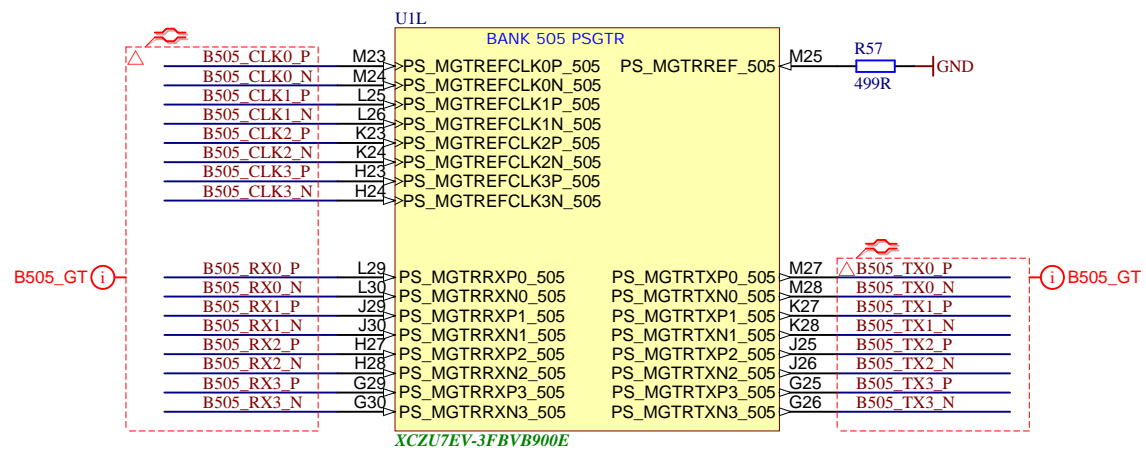 U1L
BANK 505 PSGTR
B505_CLK0_P M23 PS_MGTREFCLK0P_505 PS_MGTRREF_505 M25 R57 499R GND
B505_CLK0_N M24 PS_MGTREFCLK0N_505
B505_CLK1_P L25 PS_MGTREFCLK1P_505
B505_CLK1_N L26 PS_MGTREFCLK1N_505
B505_CLK2_P K23 PS_MGTREFCLK2P_505
B505_CLK2_N K24 PS_MGTREFCLK2N_505
B505_CLK3_P H23 PS_MGTREFCLK3P_505
B505_CLK3_N H24 PS_MGTREFCLK3N_505
B505_GT i
B505_RX0_P L29 PS_MGTRRXP0_505 PS_MGTRTXP0_505 M27 B505_TX0_P
i B505_GT
B505_RX0_N L30 PS_MGTRRXN0_505 PS_MGTRTXN0_505 M28 B505_TX0_N
B505_RX1_P J29 PS_MGTRRXP1_505 PS_MGTRTXP1_505 K27 B505_TX1_P
B505_RX1_N J30 PS_MGTRRXN1_505 PS_MGTRTXN1_505 K28 B505_TX1_N
B505_RX2_P H27 PS_MGTRRXP2_505 PS_MGTRTXP2_505 J25 B505_TX2_P
B505_RX2_N H28 PS_MGTRRXN2_505 PS_MGTRTXN2_505 J26 B505_TX2_N
B505_RX3_P G29 PS_MGTRRXP3_505 PS_MGTRTXP3_505 G25 B505_TX3_P
B505_RX3_N G30 PS_MGTRRXN3_505 PS_MGTRTXN3_505 G26 B505_TX3_N
XCZU7EV-3FBVB900E